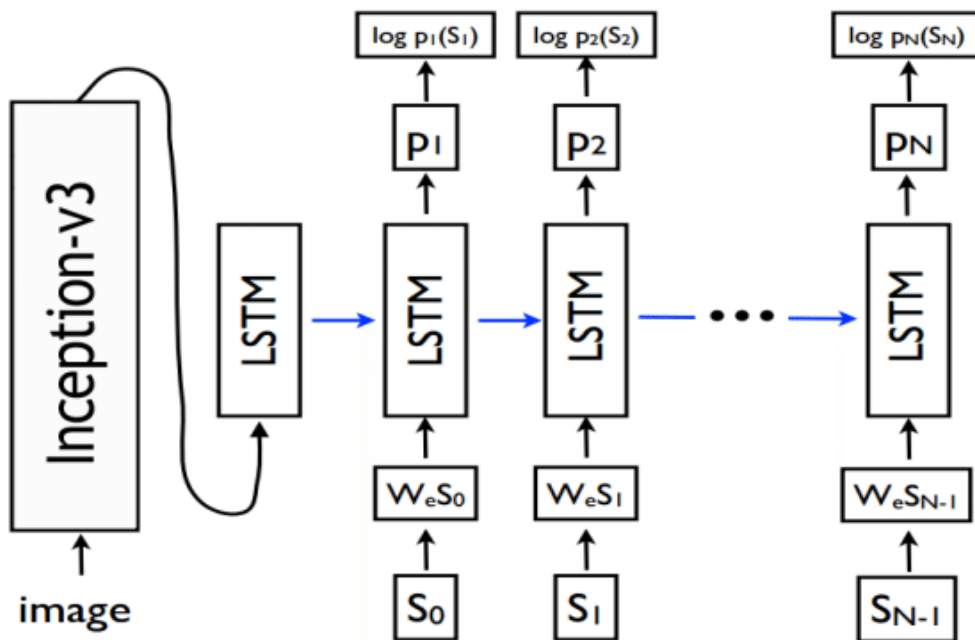 log p₁(S₁) log p₂(S₂) log pN(SN)
p₁ p₂ pN
Inception-v3
LSTM LSTM LSTM LSTM
WₑS₀ WₑS₁ WₑSN-1
image S₀ S₁ SN-1